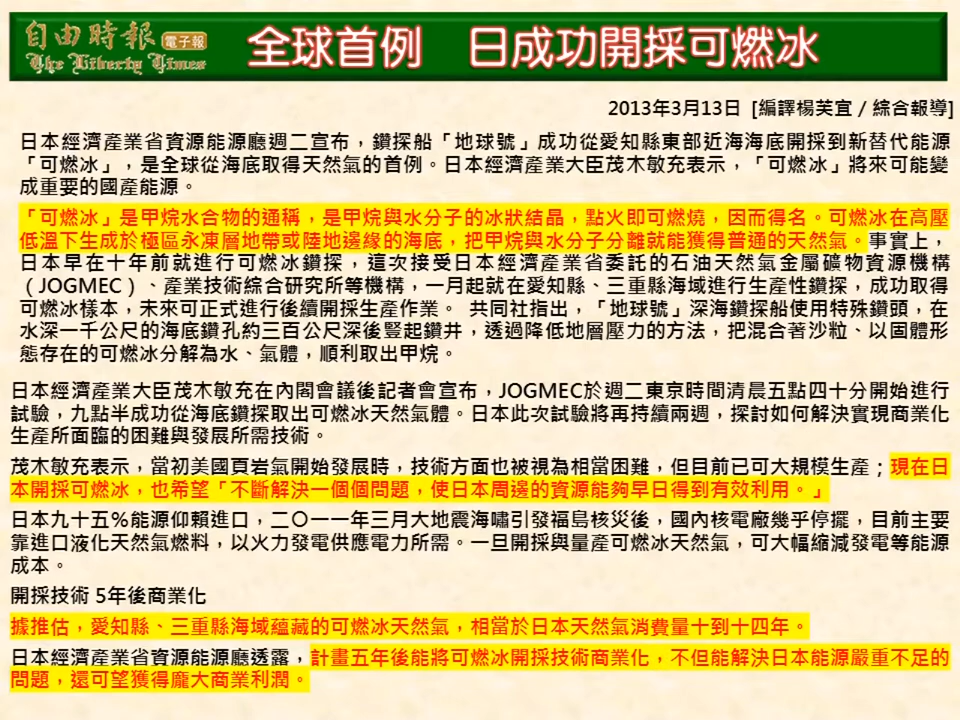 自由時報 電子報
The Liberty Times
全球首例　日成功開採可燃冰
2013年3月13日 [編譯楊芙宜／綜合報導]
日本經濟產業省資源能源廳週二宣布，鑽探船「地球號」成功從愛知縣東部近海海底開採到新替代能源
「可燃冰」，是全球從海底取得天然氣的首例。日本經濟產業大臣茂木敏充表示，「可燃冰」將來可能變
成重要的國產能源。
「可燃冰」是甲烷水合物的通稱，是甲烷與水分子的冰狀結晶，點火即可燃燒，因而得名。可燃冰在高壓
低溫下生成於極區永凍層地帶或陸地邊緣的海底，把甲烷與水分子分離就能獲得普通的天然氣。事實上，
日本早在十年前就進行可燃冰鑽探，這次接受日本經濟產業省委託的石油天然氣金屬礦物資源機構
（JOGMEC）、產業技術綜合研究所等機構，一月起就在愛知縣、三重縣海域進行生產性鑽探，成功取得
可燃冰樣本，未來可正式進行後續開採生產作業。 共同社指出，「地球號」深海鑽探船使用特殊鑽頭，在
水深一千公尺的海底鑽孔約三百公尺深後豎起鑽井，透過降低地層壓力的方法，把混合著沙粒、以固體形
態存在的可燃冰分解為水、氣體，順利取出甲烷。
日本經濟產業大臣茂木敏充在內閣會議後記者會宣布，JOGMEC於週二東京時間清晨五點四十分開始進行
試驗，九點半成功從海底鑽探取出可燃冰天然氣體。日本此次試驗將再持續兩週，探討如何解決實現商業化
生產所面臨的困難與發展所需技術。
茂木敏充表示，當初美國頁岩氣開始發展時，技術方面也被視為相當困難，但目前已可大規模生產；現在日
本開採可燃冰，也希望「不斷解決一個個問題，使日本周邊的資源能夠早日得到有效利用。」
日本九十五％能源仰賴進口，二〇一一年三月大地震海嘯引發福島核災後，國內核電廠幾乎停擺，目前主要
靠進口液化天然氣燃料，以火力發電供應電力所需。一旦開採與量產可燃冰天然氣，可大幅縮減發電等能源
成本。
開採技術 5年後商業化
據推估，愛知縣、三重縣海域蘊藏的可燃冰天然氣，相當於日本天然氣消費量十到十四年。
日本經濟產業省資源能源廳透露，計畫五年後能將可燃冰開採技術商業化，不但能解決日本能源嚴重不足的
問題，還可望獲得龐大商業利潤。